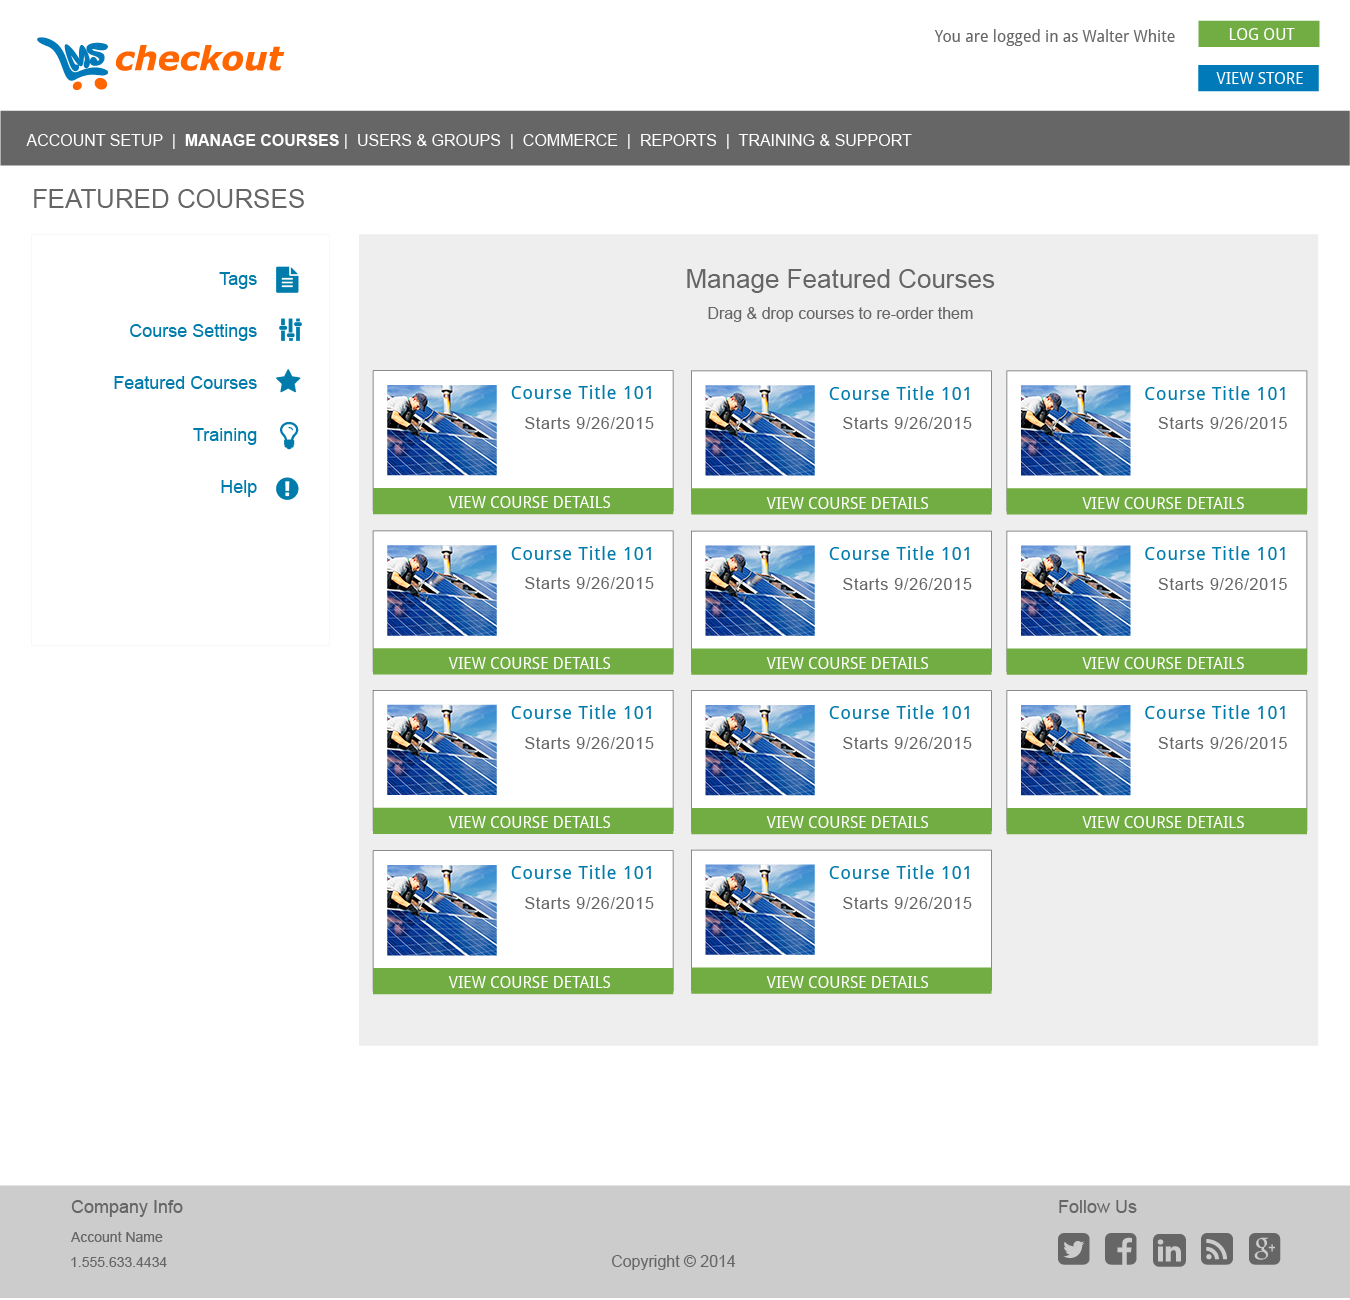 LMS checkout
You are logged in as Walter White
LOG OUT
VIEW STORE
ACCOUNT SETUP | MANAGE COURSES | USERS & GROUPS | COMMERCE | REPORTS | TRAINING & SUPPORT
FEATURED COURSES
Tags
Course Settings
Featured Courses
Training
Help
Manage Featured Courses
Drag & drop courses to re-order them
Course Title 101
Starts 9/26/2015
VIEW COURSE DETAILS
Course Title 101
Starts 9/26/2015
VIEW COURSE DETAILS
Course Title 101
Starts 9/26/2015
VIEW COURSE DETAILS
Course Title 101
Starts 9/26/2015
VIEW COURSE DETAILS
Course Title 101
Starts 9/26/2015
VIEW COURSE DETAILS
Course Title 101
Starts 9/26/2015
VIEW COURSE DETAILS
Course Title 101
Starts 9/26/2015
VIEW COURSE DETAILS
Course Title 101
Starts 9/26/2015
VIEW COURSE DETAILS
Course Title 101
Starts 9/26/2015
VIEW COURSE DETAILS
Course Title 101
Starts 9/26/2015
VIEW COURSE DETAILS
Course Title 101
Starts 9/26/2015
VIEW COURSE DETAILS
Company Info
Account Name
1.555.633.4434
Copyright © 2014
Follow Us